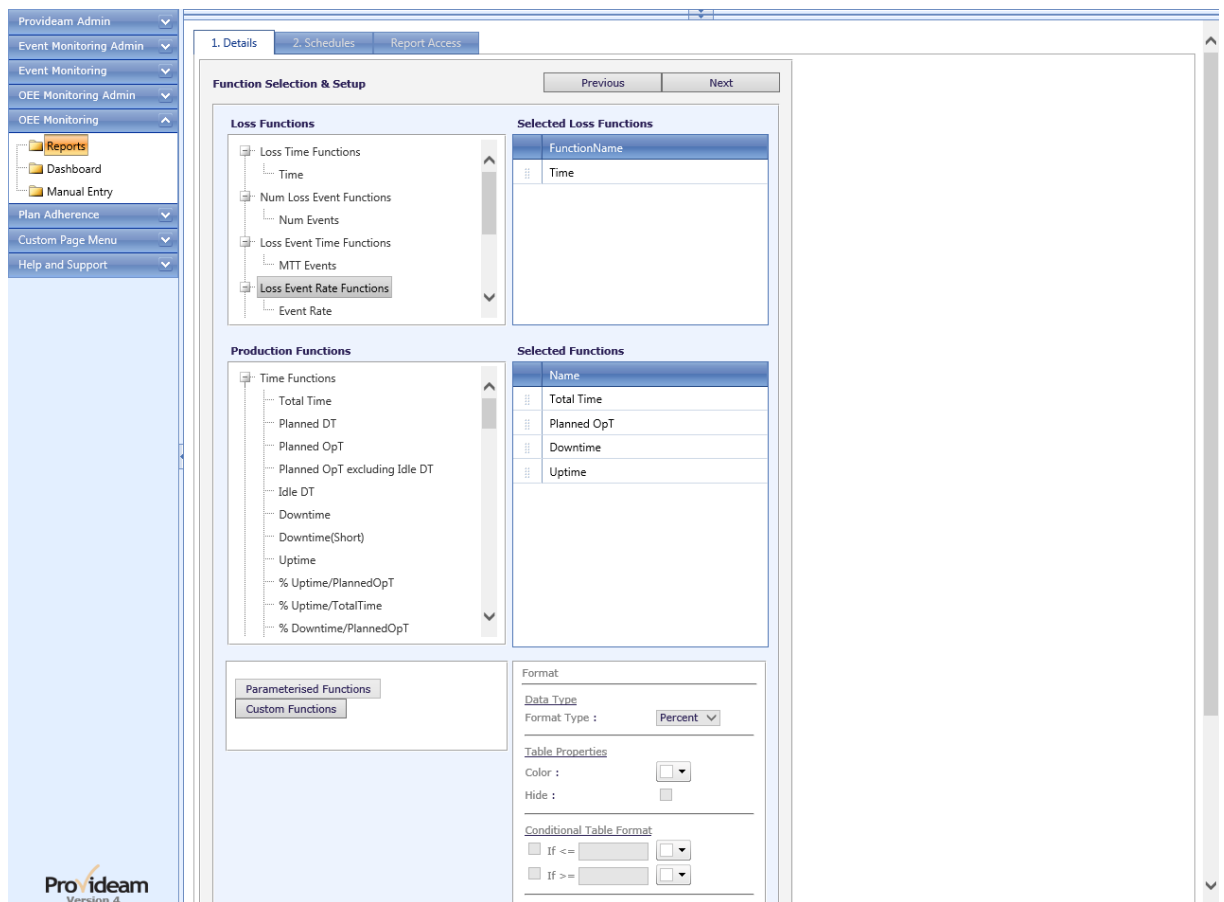 Provideam Admin
Event Monitoring Admin
Event Monitoring
OEE Monitoring Admin
OEE Monitoring
Reports
Dashboard
Manual Entry
Plan Adherence
Custom Page Menu
Help and Support
Provideam
Version 4
1. Details 2. Schedules Report Access
Function Selection & Setup Previous Next
Loss Functions
Loss Time Functions
Time
Num Loss Event Functions
Num Events
Loss Event Time Functions
MTT Events
Loss Event Rate Functions
Event Rate
Selected Loss Functions
FunctionName
Time
Production Functions
Time Functions
Total Time
Planned DT
Planned OpT
Planned OpT excluding Idle DT
Idle DT
Downtime
Downtime(Short)
Uptime
% Uptime/PlannedOpT
% Uptime/TotalTime
% Downtime/PlannedOpT
Selected Functions
Name
Total Time
Planned OpT
Downtime
Uptime
Parameterised Functions
Custom Functions
Format
Data Type
Format Type : Percent
Table Properties
Color :
Hide :
Conditional Table Format
If <=
If >=